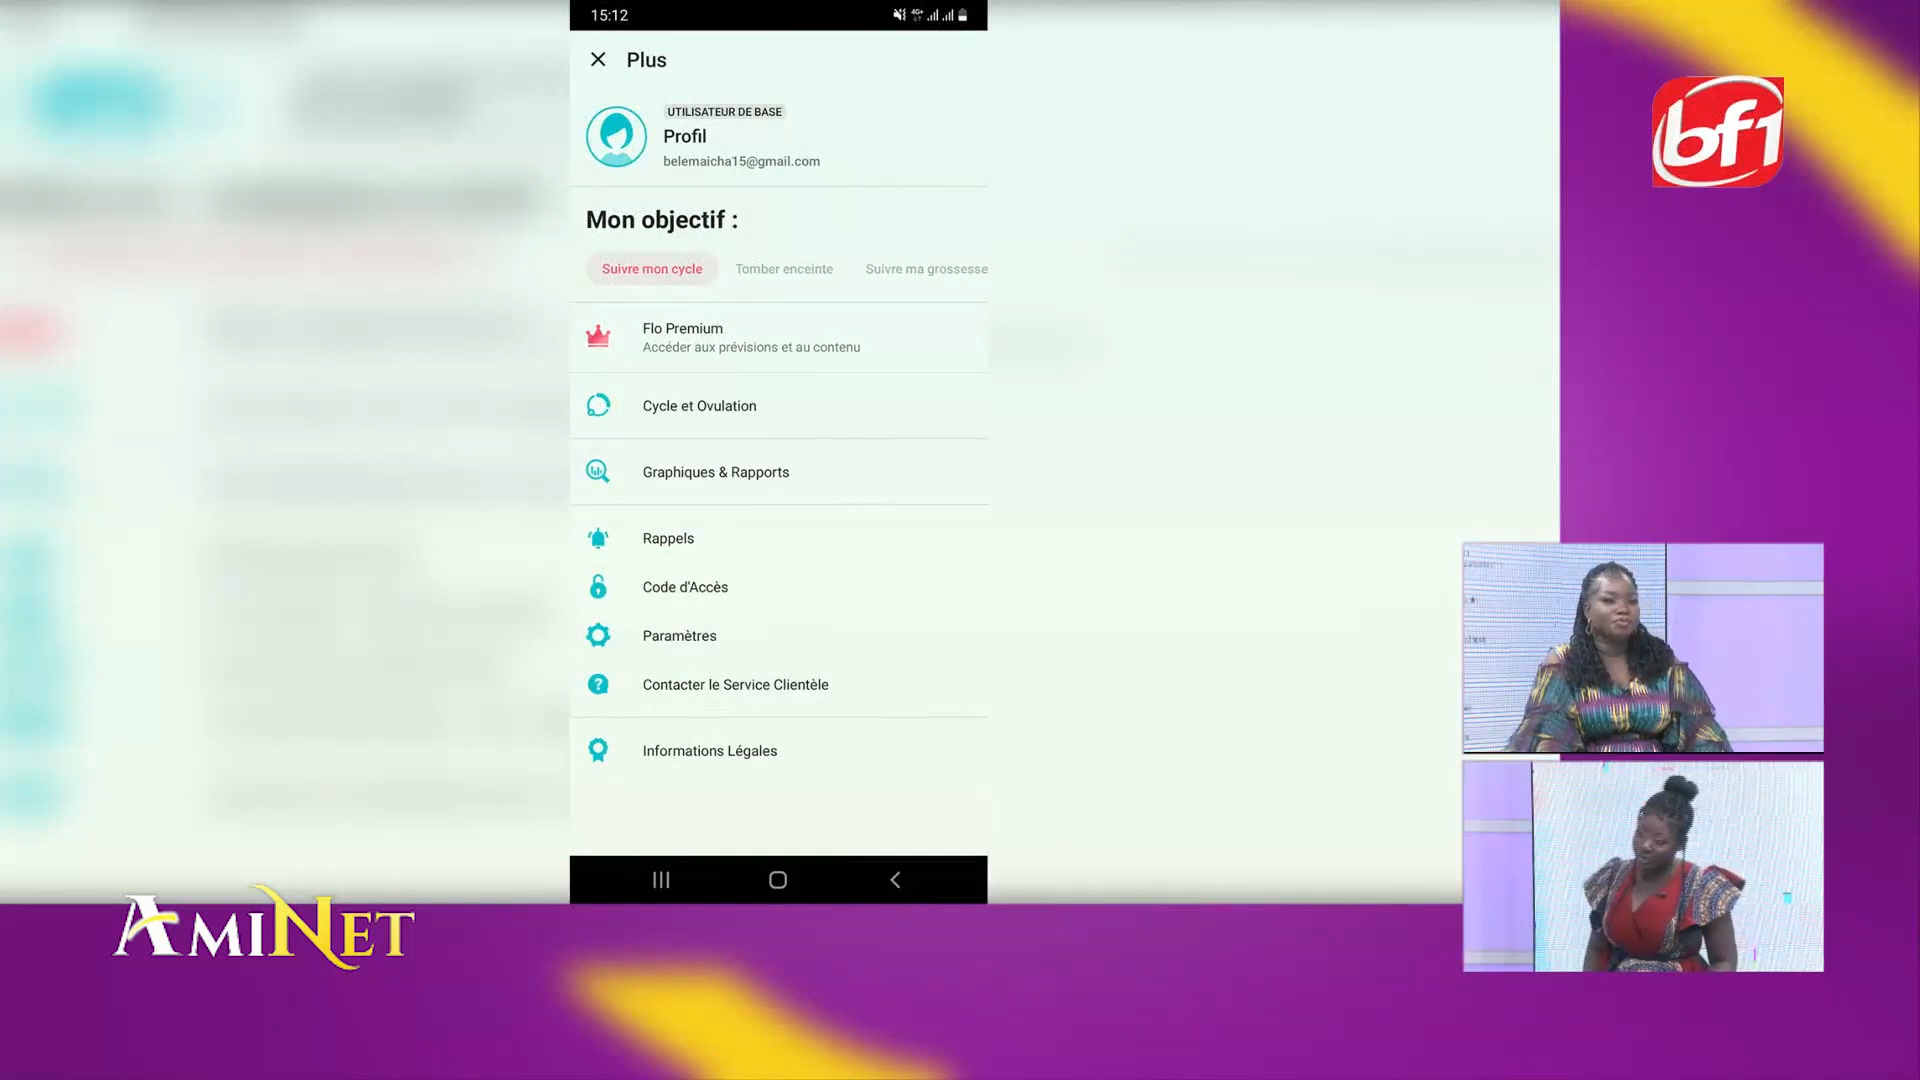 15:12
4G+
Plus
UTILISATEUR DE BASE
Profil
belemaicha15@gmail.com
Mon objectif :
Suivre mon cycle
Tomber enceinte
Suivre ma grossesse
Flo Premium
Accéder aux prévisions et au contenu
Cycle et Ovulation
Graphiques & Rapports
Rappels
Code d'Accès
Paramètres
Contacter le Service Clientèle
Informations Légales
bf1
AMINET